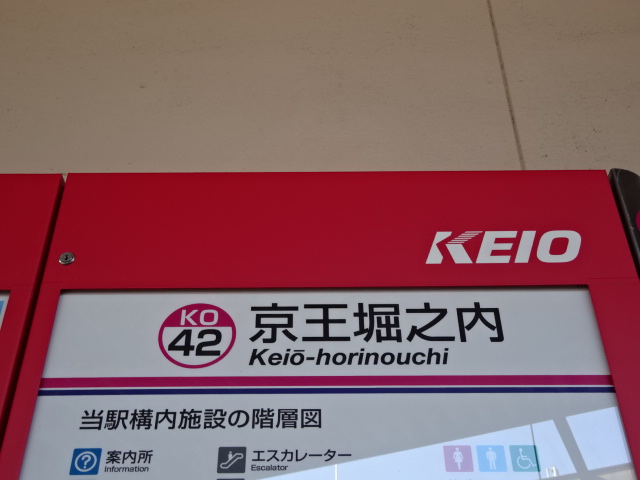 KEIO
KO
42
京王堀之内
Keiō-horinouchi
当駅構内施設の階層図
案内所
Information
エスカレーター
Escalator